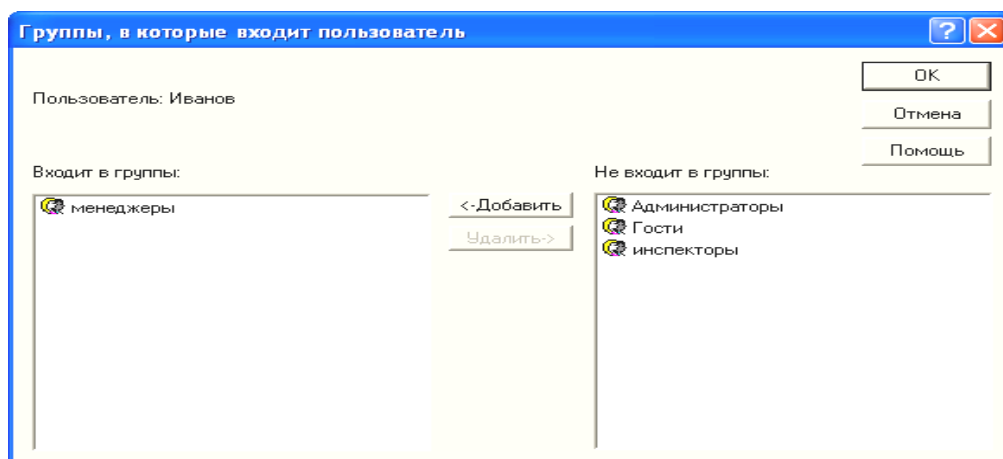 Группы, в которые входит пользователь
OK
Пользователь: Иванов
Отмена
Помощь
Входит в группы:
Не входит в группы:
менеджеры
<-Добавить
Удалить->
Администраторы
Гости
инспекторы